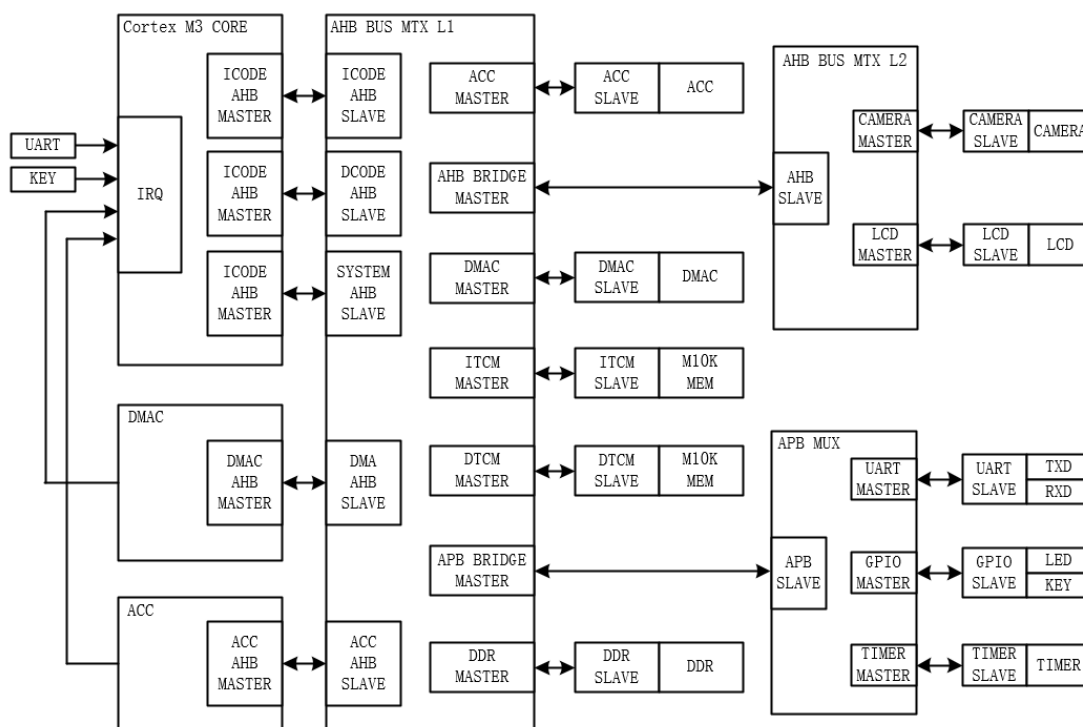 Cortex M3 CORE
ICODE
AHB
MASTER
ICODE
AHB
MASTER
ICODE
AHB
MASTER
UART
KEY
IRQ
DMAC
DMAC
AHB
MASTER
ACC
ACC
AHB
MASTER
AHB BUS MTX L1
ICODE
AHB
SLAVE
DCODE
AHB
SLAVE
SYSTEM
AHB
SLAVE
DMA
AHB
SLAVE
ACC
AHB
SLAVE
ACC
MASTER
AHB BRIDGE
MASTER
DMAC
MASTER
ITCM
MASTER
DTCM
MASTER
APB BRIDGE
MASTER
DDR
MASTER
ACC
SLAVE
ACC
DMAC
SLAVE
DMAC
ITCM
SLAVE
M10K
MEM
DTCM
SLAVE
M10K
MEM
DDR
SLAVE
DDR
AHB BUS MTX L2
AHB
SLAVE
CAMERA
MASTER
CAMERA
SLAVE
CAMERA
LCD
MASTER
LCD
SLAVE
LCD
APB MUX
APB
SLAVE
UART
MASTER
UART
SLAVE
TXD
RXD
GPIO
MASTER
GPIO
SLAVE
LED
KEY
TIMER
MASTER
TIMER
SLAVE
TIMER